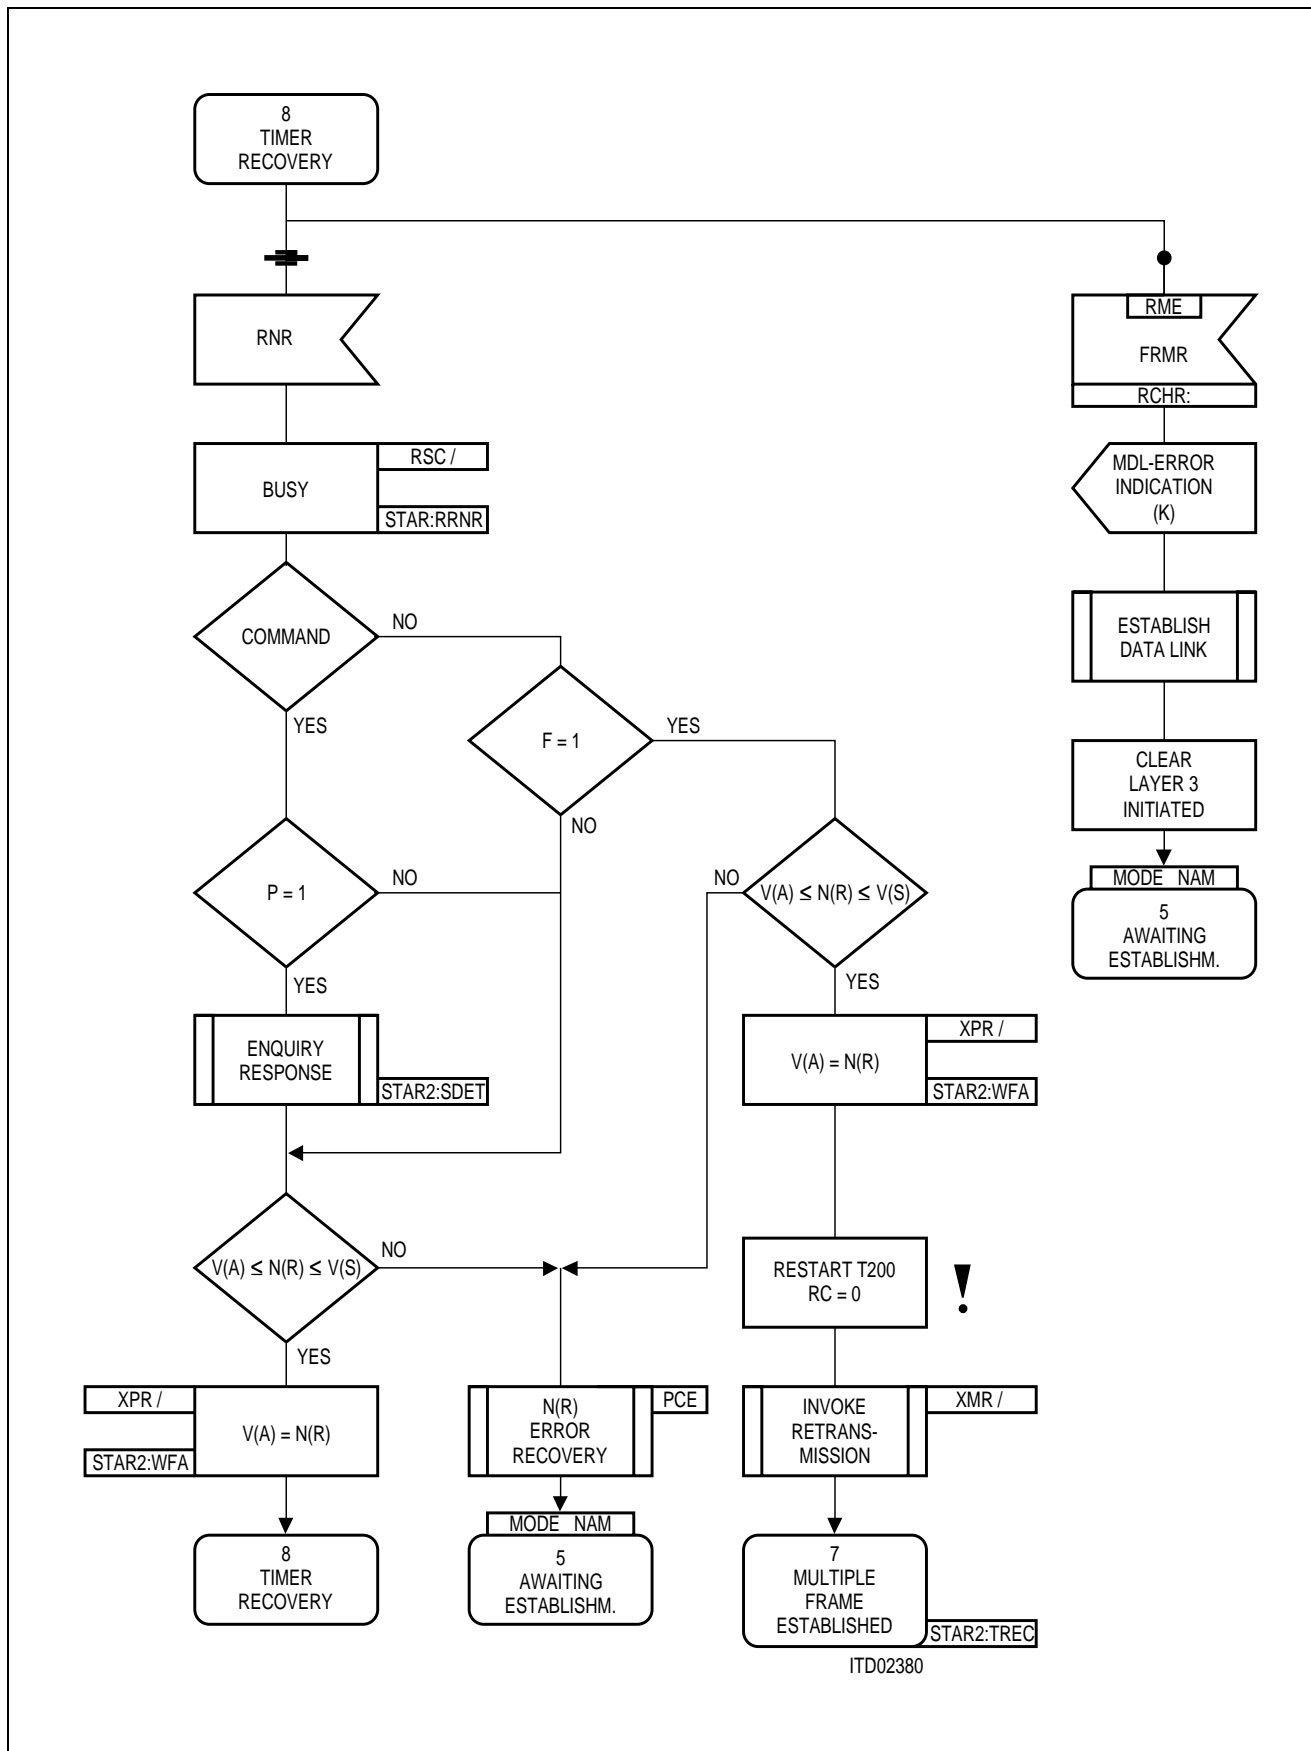 8
TIMER
RECOVERY
RNR
RME
FRMR
RCHR:
BUSY
RSC /
STAR:RRNR
MDL-ERROR
INDICATION
(K)
COMMAND
NO
YES
ESTABLISH
DATA LINK
F = 1
YES
NO
CLEAR
LAYER 3
INITIATED
P = 1
NO
YES
NO
V(A) ≤ N(R) ≤ V(S)
YES
MODE NAM
5
AWAITING
ESTABLISHM.
ENQUIRY
RESPONSE
STAR2:SDET
V(A) = N(R)
XPR /
STAR2:WFA
V(A) ≤ N(R) ≤ V(S)
NO
YES
RESTART T200
RC = 0
!
XPR /
V(A) = N(R)
STAR2:WFA
N(R)
ERROR
RECOVERY
PCE
INVOKE
RETRANS-
MISSION
XMR /
8
TIMER
RECOVERY
MODE NAM
5
AWAITING
ESTABLISHM.
7
MULTIPLE
FRAME
ESTABLISHED
STAR2:TREC
ITD02380